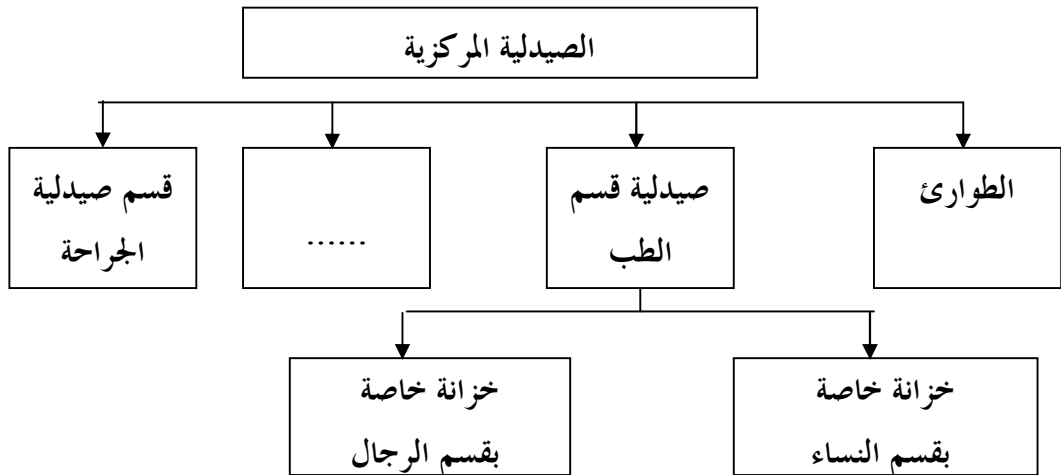 الصيدلية المركزية
الطوارئ
صيدلية قسم
الطب
......
قسم صيدلية
الجراحة
خزانة خاصة
بقسم النساء
خزانة خاصة
بقسم الرجال